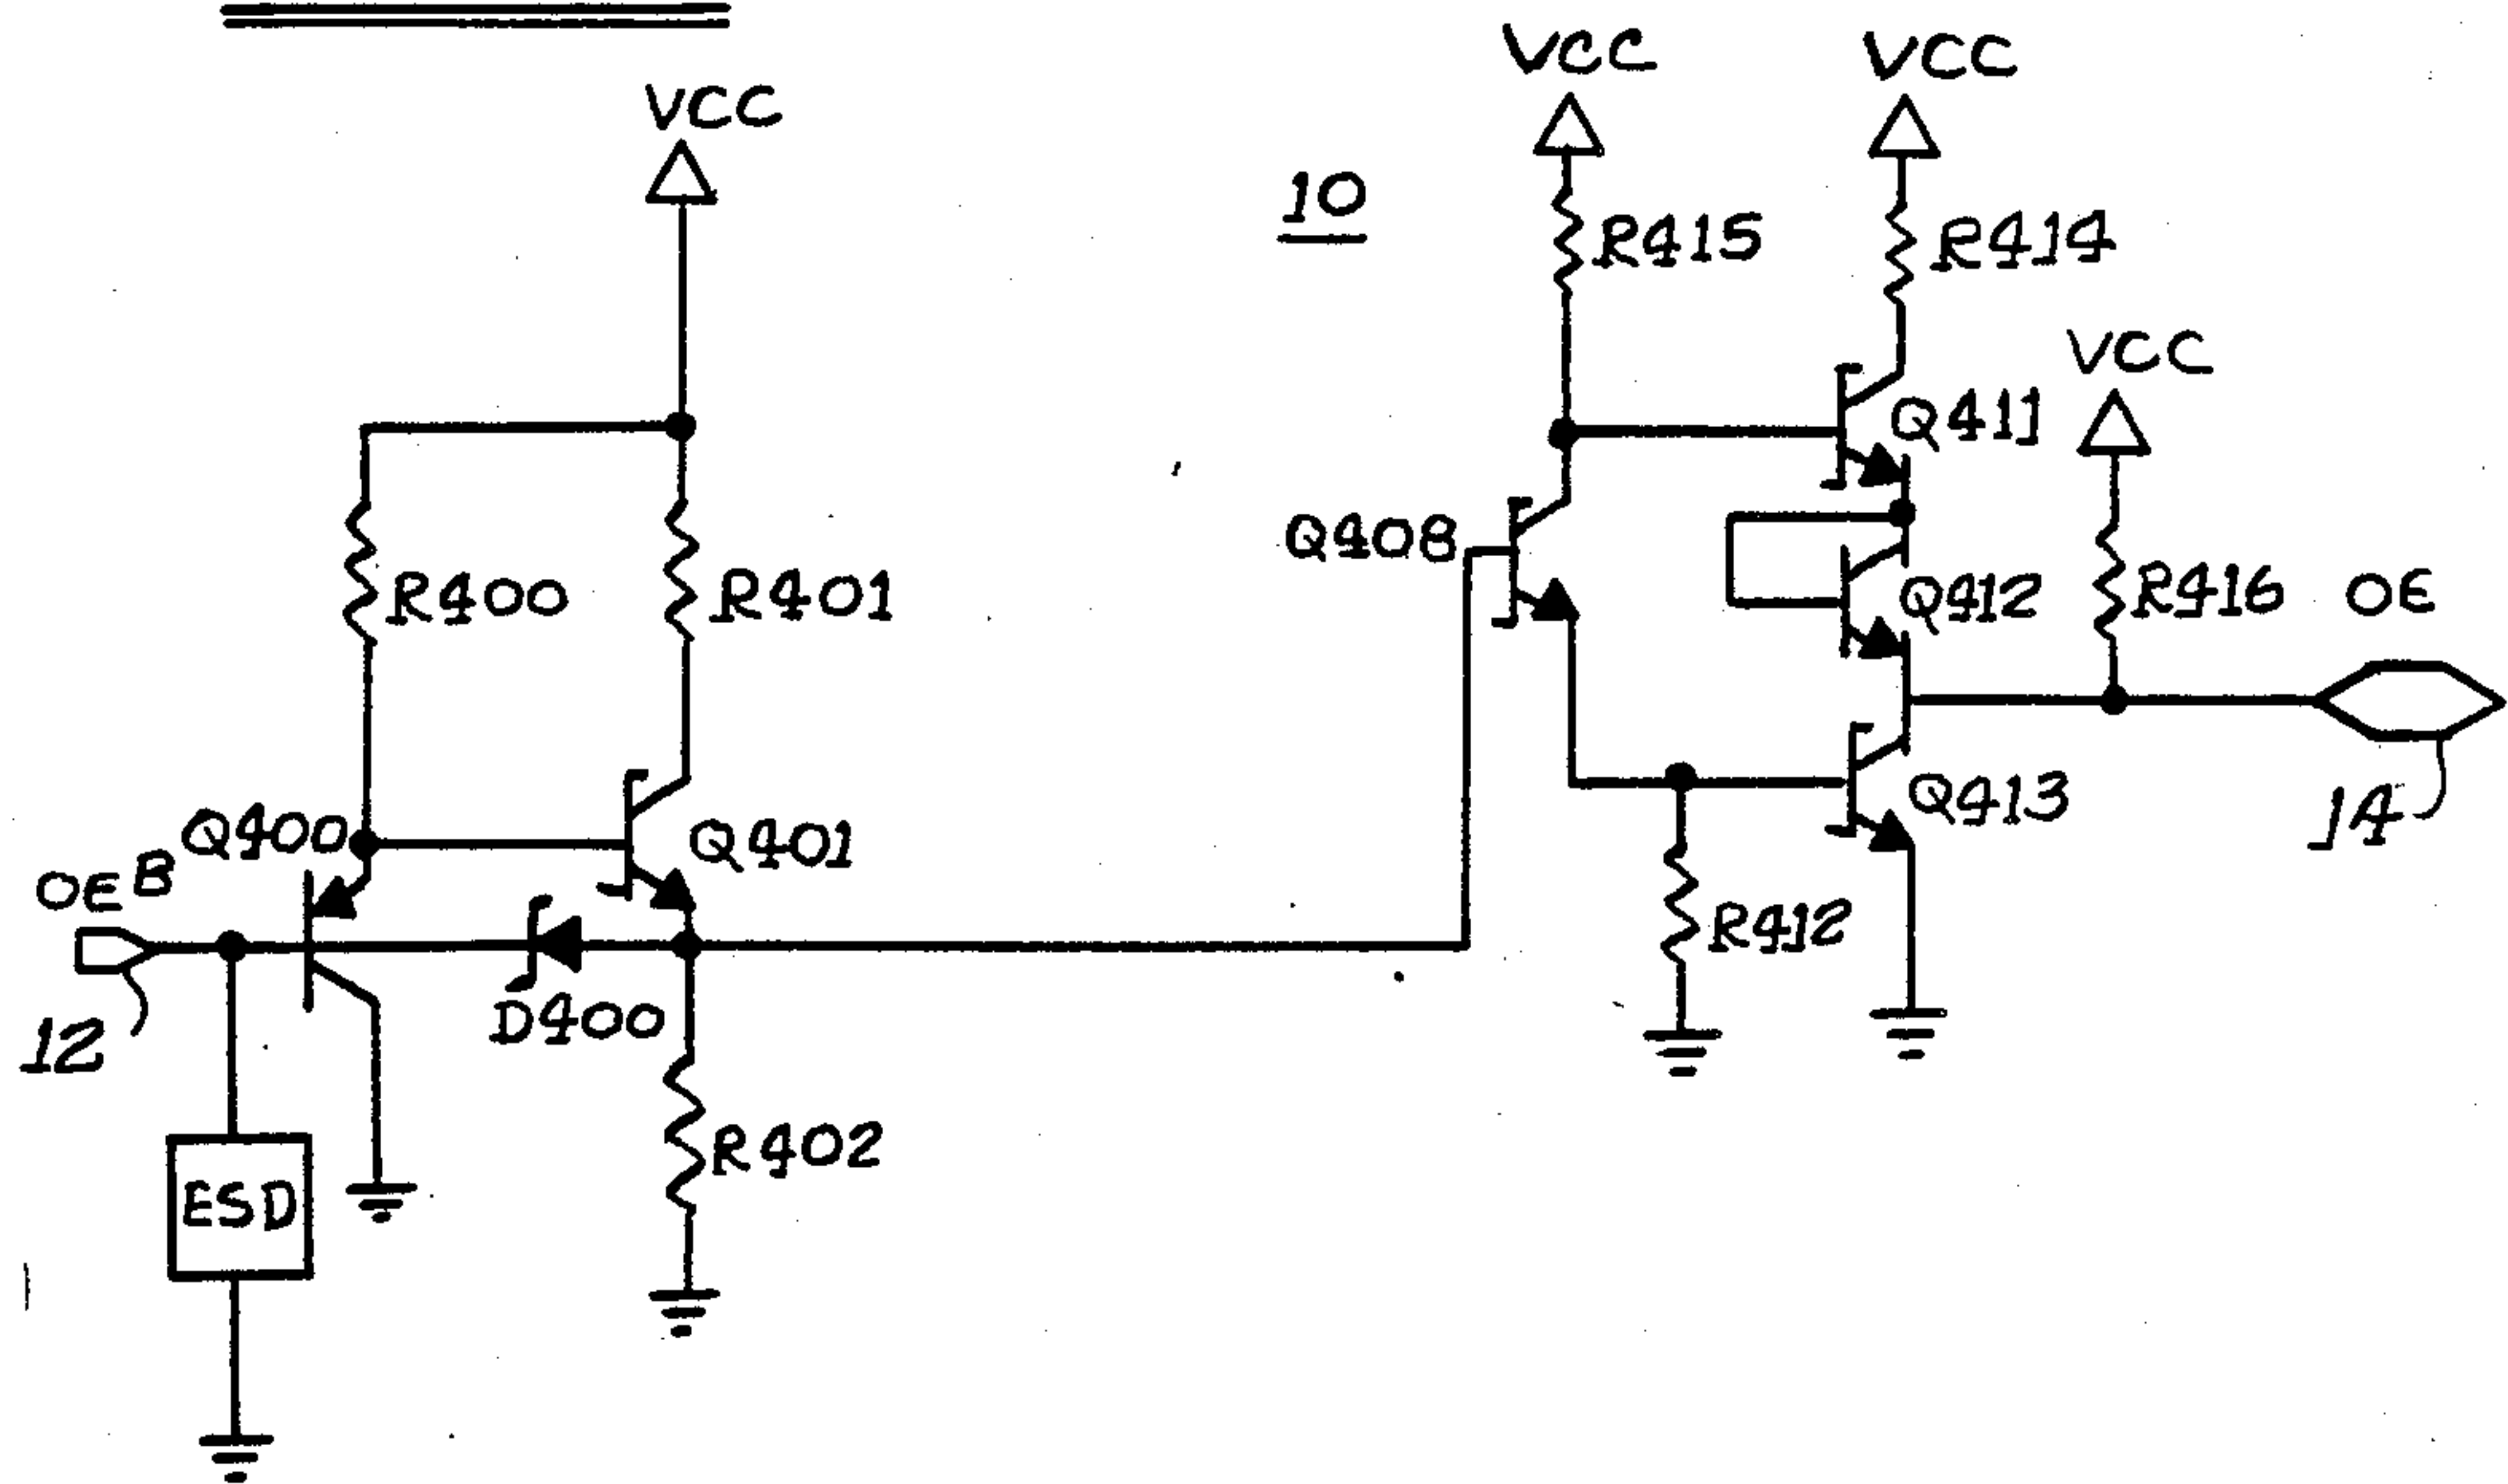 VCC
VCC
VCC
10
R415
R414
VCC
Q411
Q408
R400
R401
Q412
R416
OE
Q400
Q401
Q413
14
OEB
R412
12
D400
R402
ESD